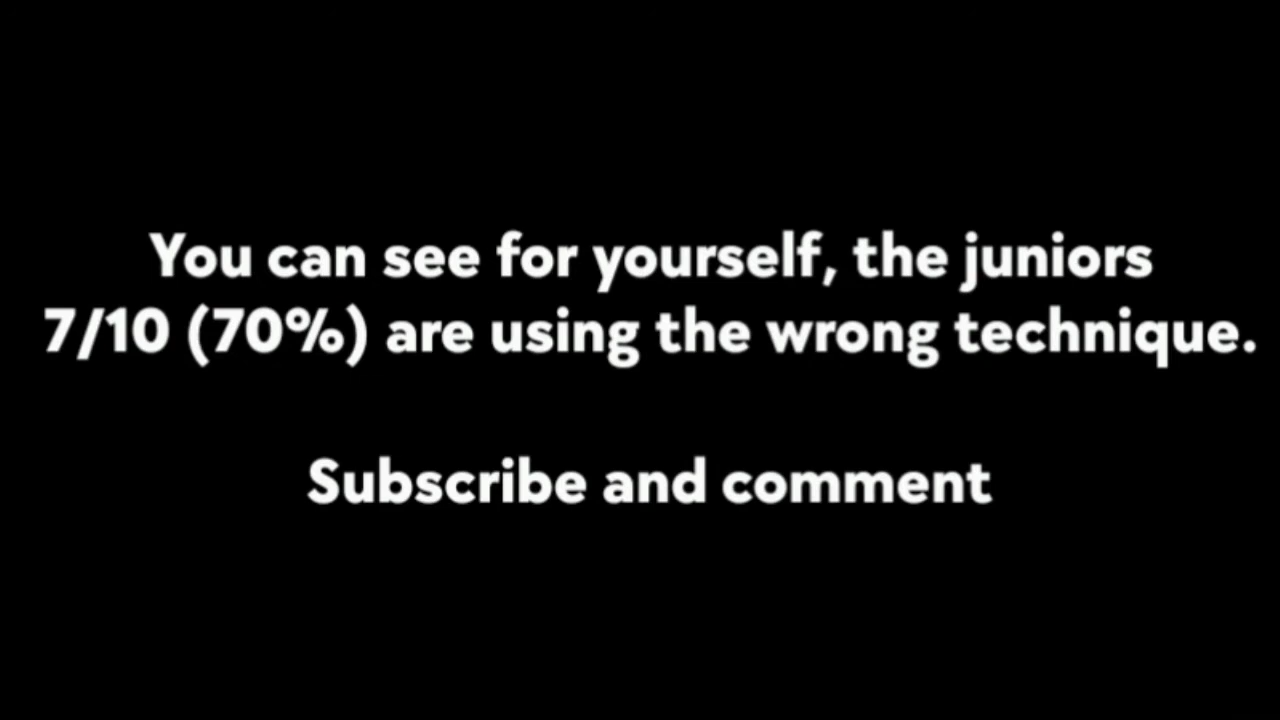 You can see for yourself, the juniors
7/10 (70%) are using the wrong technique.
Subscribe and comment